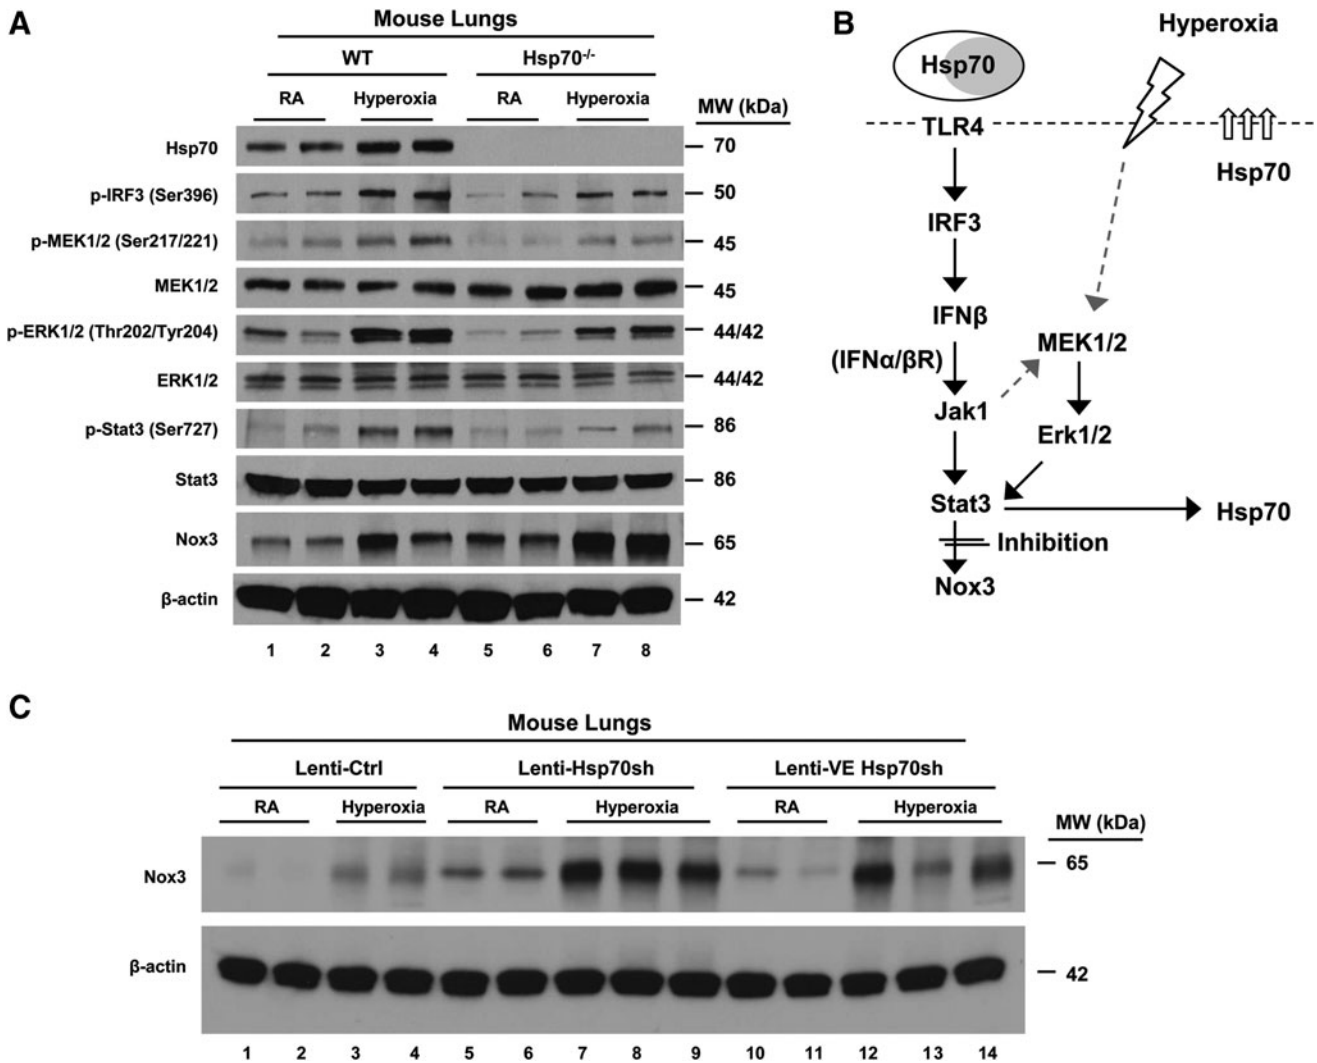 A
Mouse Lungs
WT
Hsp70-/-
RA
Hyperoxia
RA
Hyperoxia
MW (kDa)
Hsp70
70
p-IRF3 (Ser396)
50
p-MEK1/2 (Ser217/221)
45
MEK1/2
45
p-ERK1/2 (Thr202/Tyr204)
44/42
ERK1/2
44/42
p-Stat3 (Ser727)
86
Stat3
86
Nox3
65
β-actin
42
1 2 3 4 5 6 7 8
B
Hyperoxia
Hsp70
TLR4
Hsp70
IRF3
IFNβ
MEK1/2
(IFNα/βR)
Jak1
Erk1/2
Stat3
Hsp70
Inhibition
Nox3
C
Mouse Lungs
Lenti-Ctrl
Lenti-Hsp70sh
Lenti-VE Hsp70sh
RA
Hyperoxia
RA
Hyperoxia
RA
Hyperoxia
MW (kDa)
Nox3
65
β-actin
42
1 2 3 4 5 6 7 8 9 10 11 12 13 14